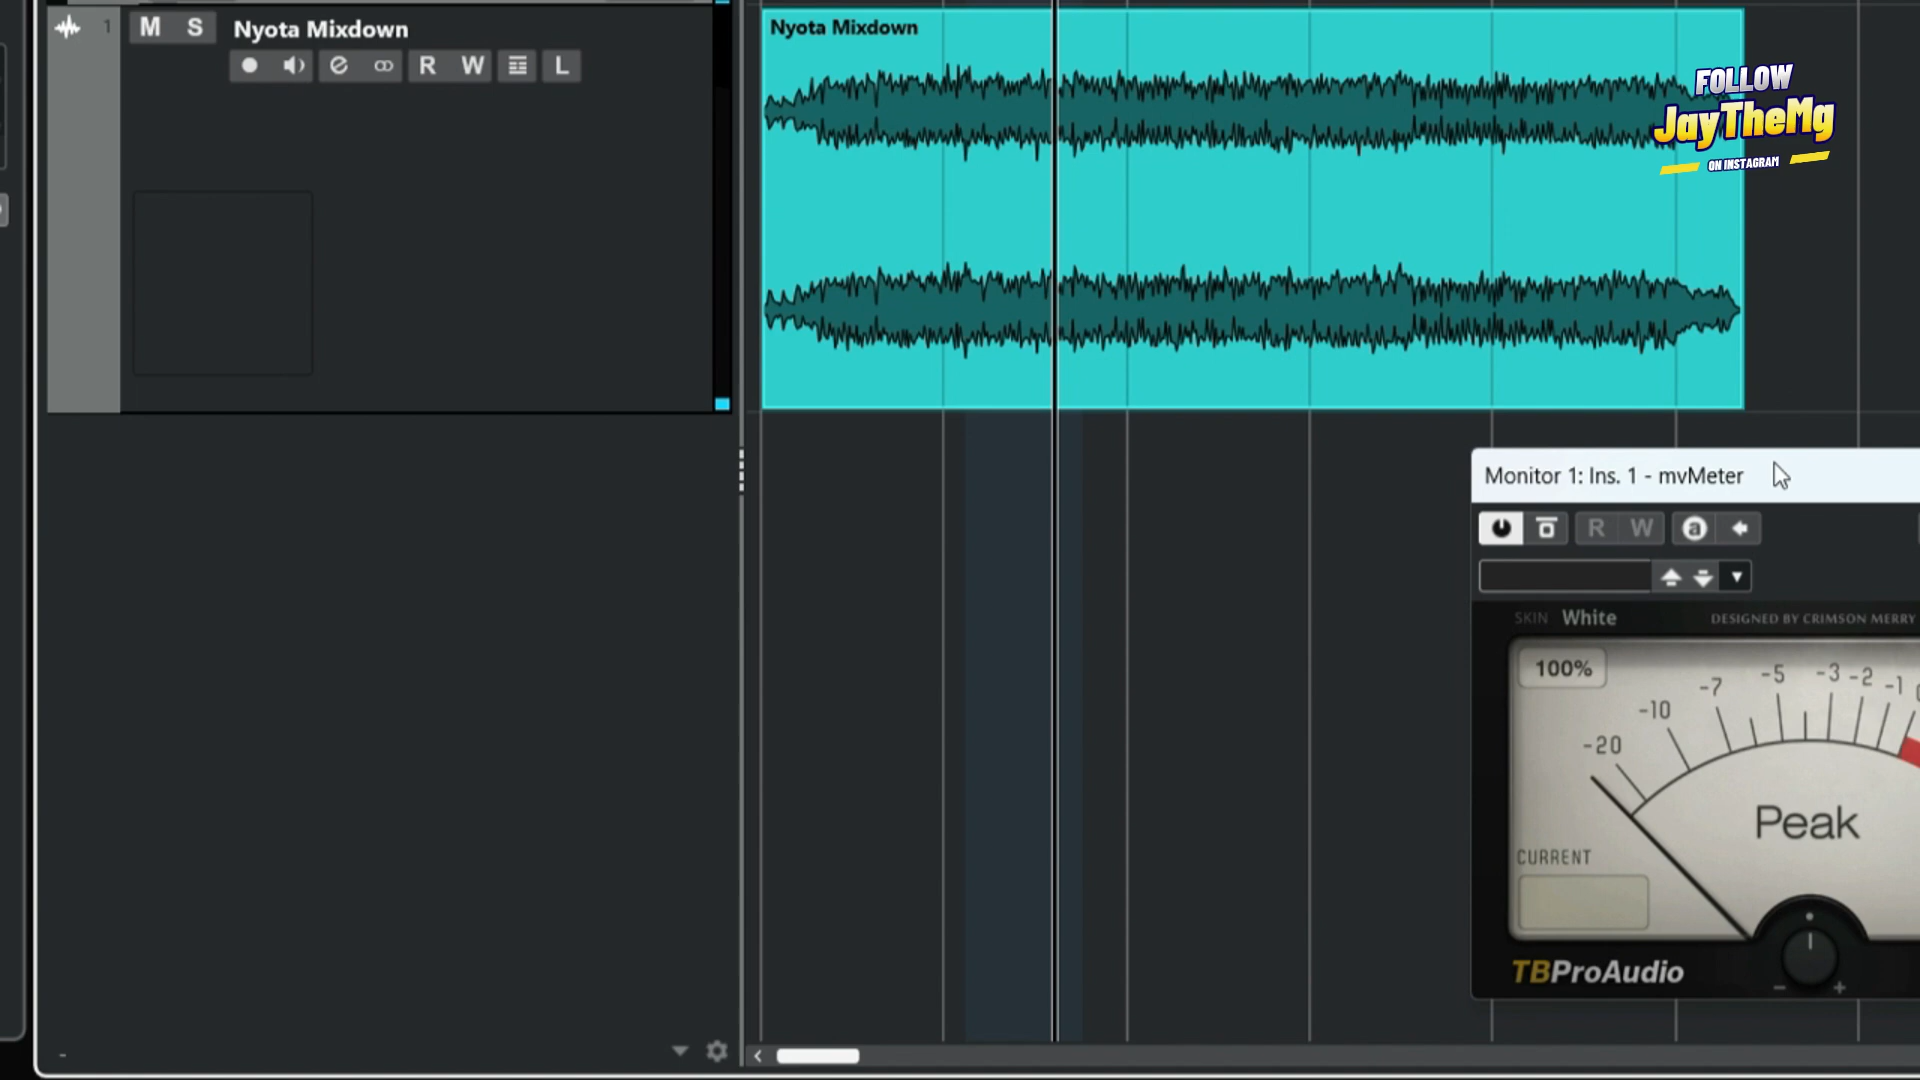 1 M S Nyota Mixdown
R W L
Nyota Mixdown
FOLLOW
JayTheMg
ON INSTAGRAM
Monitor 1: Ins. 1 - mvMeter
R W a
SKIN White DESIGNED BY CRIMSON MERRY
100%
-20 -10 -7 -5 -3 -2 -1
Peak
CURRENT
TBProAudio
- +